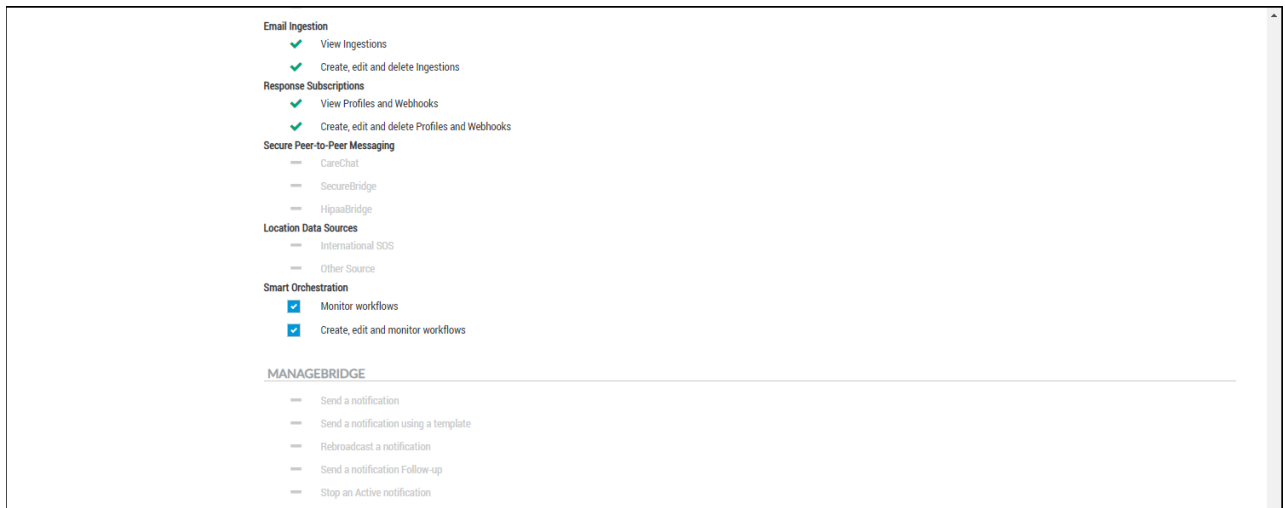 Email Ingestion
View Ingestions
Create, edit and delete Ingestions
Response Subscriptions
View Profiles and Webhooks
Create, edit and delete Profiles and Webhooks
Secure Peer-to-Peer Messaging
CareChat
SecureBridge
HipaaBridge
Location Data Sources
International SOS
Other Source
Smart Orchestration
Monitor workflows
Create, edit and monitor workflows
MANAGEBRIDGE
Send a notification
Send a notification using a template
Rebroadcast a notification
Send a notification Follow-up
Stop an Active notification